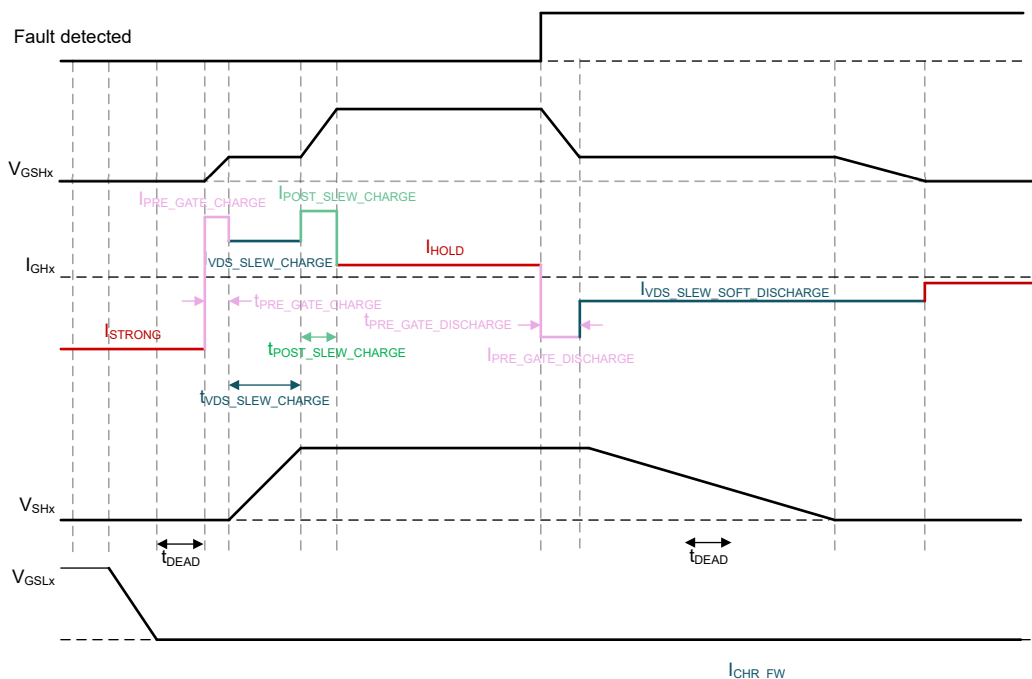 Fault detected
VGSHx
IPRE_GATE_CHARGE
IPOST_SLEW_CHARGE
VDS_SLEW_CHARGE
IHOLD
IGHx
IVDS_SLEW_SOFT_DISCHARGE
tPRE_GATE_CHARGE
tPRE_GATE_DISCHARGE
ISTRONG
tPOST_SLEW_CHARGE
IPRE_GATE_DISCHARGE
tVDS_SLEW_CHARGE
VSHx
tDEAD
tDEAD
VGSLx
ICHR_FW